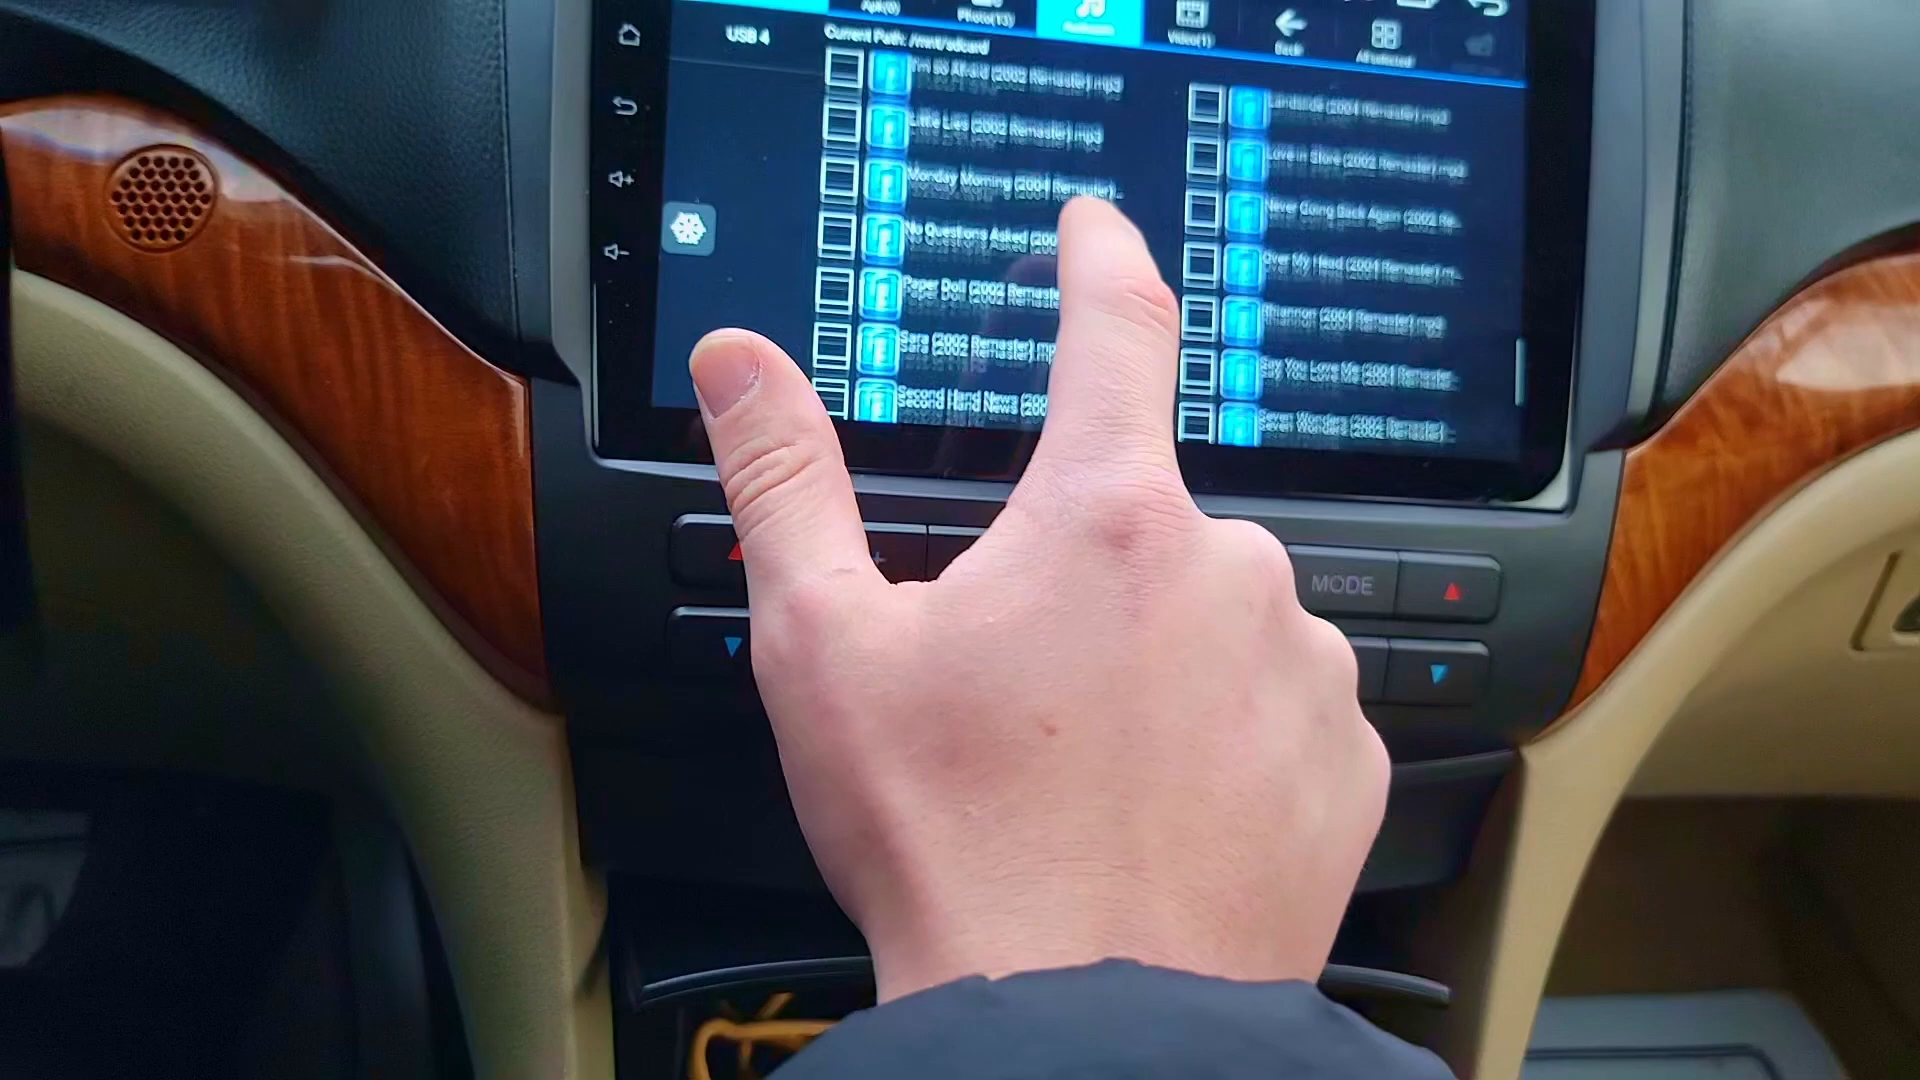 Apk(0)
Photo(13)
Video(1)
Back
All selected
USB 4
Current Path: /mnt/sdcard
I'm so Afraid (2002 Remaster).mp3
Landslide (2004 Remaster).mp3
Little Lies (2002 Remaster).mp3
Love in Store (2002 Remaster).mp3
Monday Morning (2004 Remaster)...
Never Going Back Again (2002 Re...
No Questions Asked (200
Over My Head (2004 Remaster).m...
Paper Doll (2002 Remaste
Rhiannon (2004 Remaster).mp3
Sara (2002 Remaster).mp
Say You Love Me (2004 Remaster...
Second Hand News (200
Seven Wonders (2002 Remaster)...
MODE